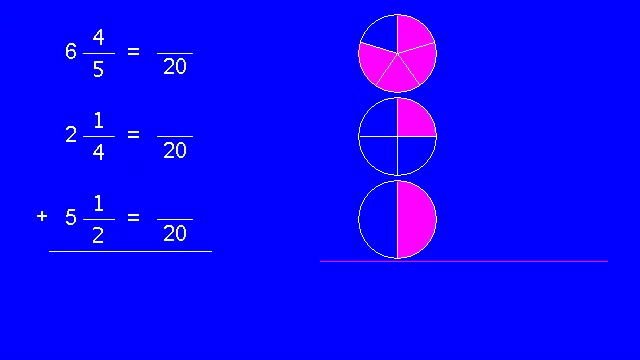 6 4/5 = /20
2 1/4 = /20
+ 5 1/2 = /20